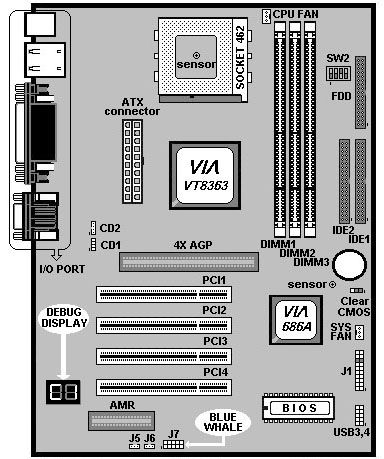 CPU FAN
SOCKET 462
sensor
SW2
FDD
ATX
connector
VIA
VT8363
CD2
CD1
I/O PORT
4X AGP
IDE2
IDE1
DIMM1
DIMM2
DIMM3
sensor
Clear
CMOS
PCI1
DEBUG
DISPLAY
PCI2
VIA
686A
SYS
FAN
PCI3
PCI4
J1
AMR
BLUE
WHALE
BIOS
J5 J6 J7
USB3,4